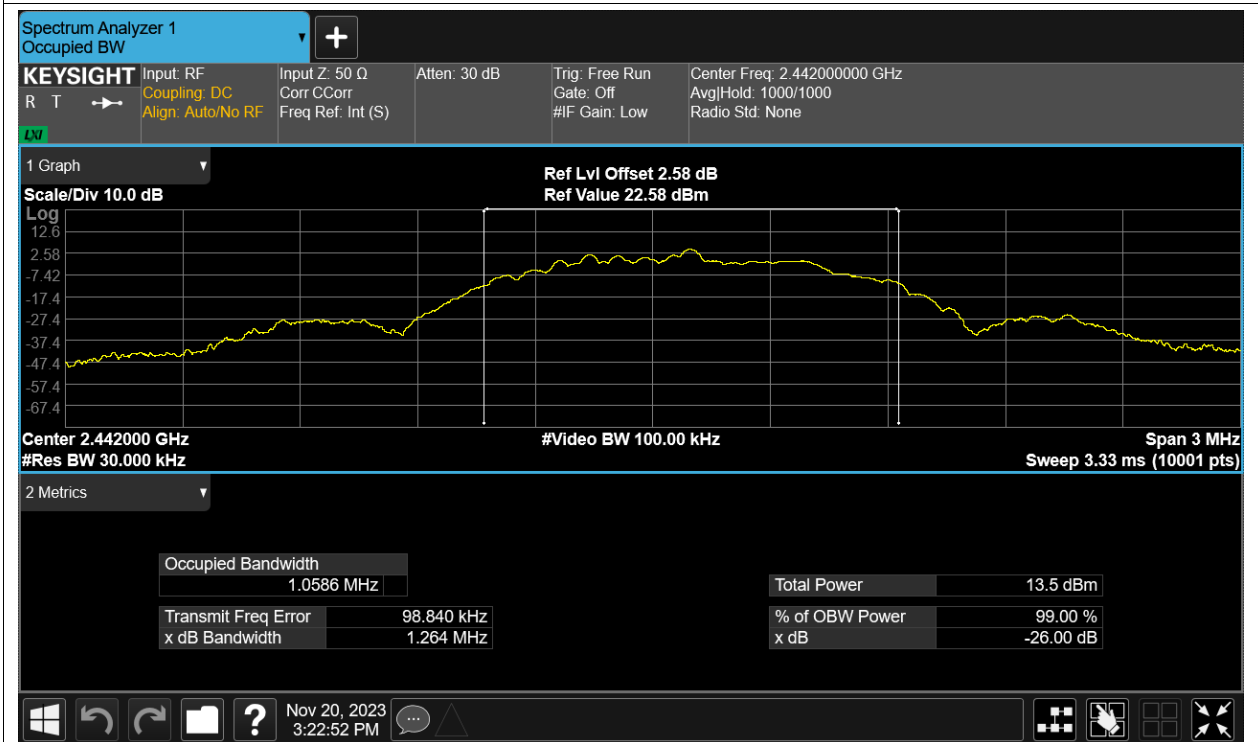 Spectrum Analyzer 1
Occupied BW
KEYSIGHT
R T
LXI
Input: RF
Coupling: DC
Align: Auto/No RF
Input Z: 50 Ω
Corr CCorr
Freq Ref: Int (S)
Atten: 30 dB
Trig: Free Run
Gate: Off
#IF Gain: Low
Center Freq: 2.442000000 GHz
Avg|Hold: 1000/1000
Radio Std: None
1 Graph
Scale/Div 10.0 dB
Ref Lvl Offset 2.58 dB
Ref Value 22.58 dBm
Log
12.6
2.58
-7.42
-17.4
-27.4
-37.4
-47.4
-57.4
-67.4
Center 2.442000 GHz
#Res BW 30.000 kHz
#Video BW 100.00 kHz
Span 3 MHz
Sweep 3.33 ms (10001 pts)
2 Metrics
Occupied Bandwidth
1.0586 MHz
Total Power 13.5 dBm
Transmit Freq Error 98.840 kHz
% of OBW Power 99.00 %
x dB Bandwidth 1.264 MHz
x dB -26.00 dB
?
Nov 20, 2023
3:22:52 PM